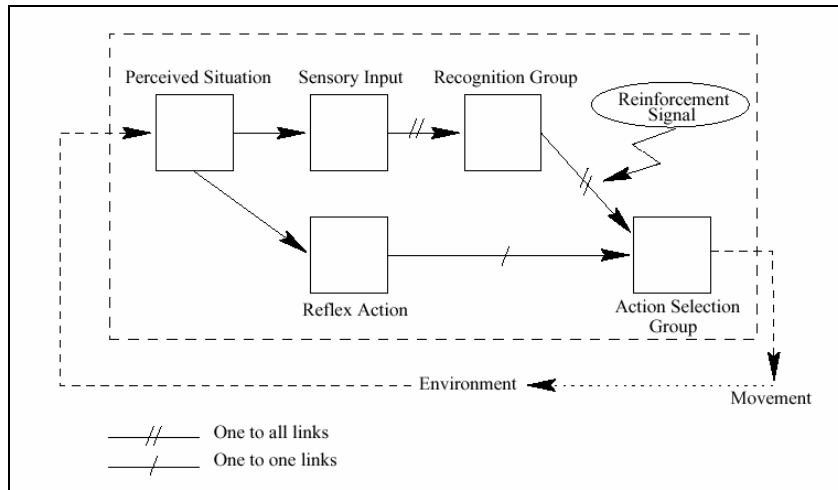 Perceived Situation
Sensory Input
Recognition Group
Reinforcement
Signal
Reflex Action
Action Selection
Group
Environment
Movement
One to all links
One to one links